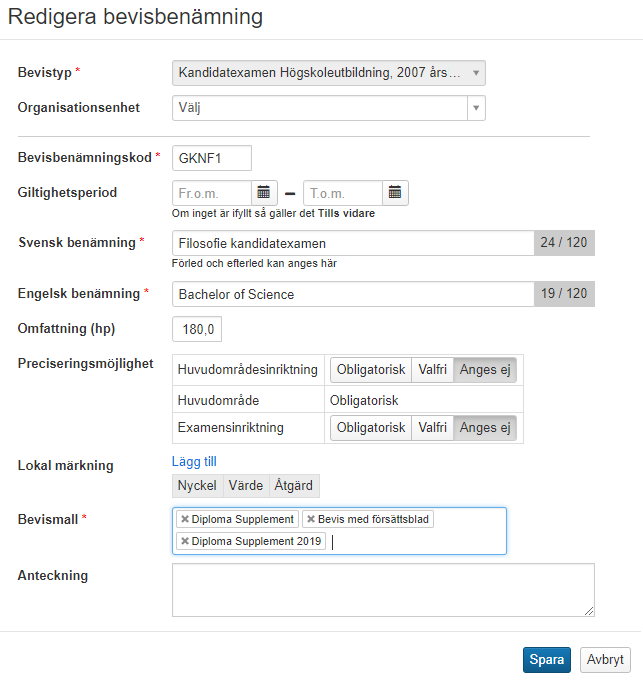 Redigera bevisbenämning
Bevistyp *
Kandidatexamen Högskoleutbildning, 2007 års…
Organisationsenhet
Välj
Bevisbenämningskod *
GKNF1
Giltighetsperiod
Fr.o.m. – T.o.m.
Om inget är ifyllt så gäller det Tills vidare
Svensk benämning *
Filosofie kandidatexamen 24 / 120
Förled och efterled kan anges här
Engelsk benämning *
Bachelor of Science 19 / 120
Omfattning (hp)
180,0
Preciseringsmöjlighet
Huvudområdesinriktning Obligatorisk Valfri Anges ej
Huvudområde Obligatorisk
Examensinriktning Obligatorisk Valfri Anges ej
Lokal märkning
Lägg till
Nyckel Värde Åtgärd
Bevismall *
Diploma Supplement Bevis med försättsblad
Diploma Supplement 2019
Anteckning
Spara Avbryt